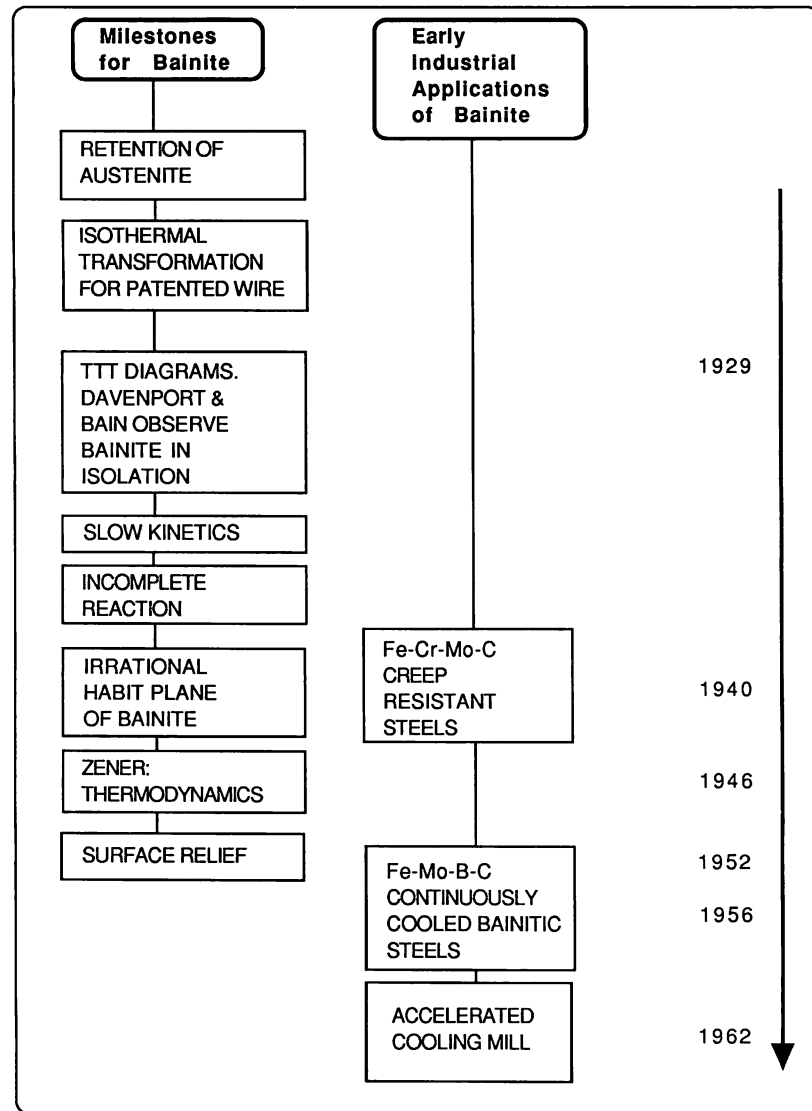 Milestones
for Bainite
RETENTION OF
AUSTENITE
ISOTHERMAL
TRANSFORMATION
FOR PATENTED WIRE
TTT DIAGRAMS.
DAVENPORT &
BAIN OBSERVE
BAINITE IN
ISOLATION
SLOW KINETICS
INCOMPLETE
REACTION
IRRATIONAL
HABIT PLANE
OF BAINITE
ZENER:
THERMODYNAMICS
SURFACE RELIEF
Early
Industrial
Applications
of Bainite
Fe-Cr-Mo-C
CREEP
RESISTANT
STEELS
Fe-Mo-B-C
CONTINUOUSLY
COOLED BAINITIC
STEELS
ACCELERATED
COOLING MILL
1929
1940
1946
1952
1956
1962